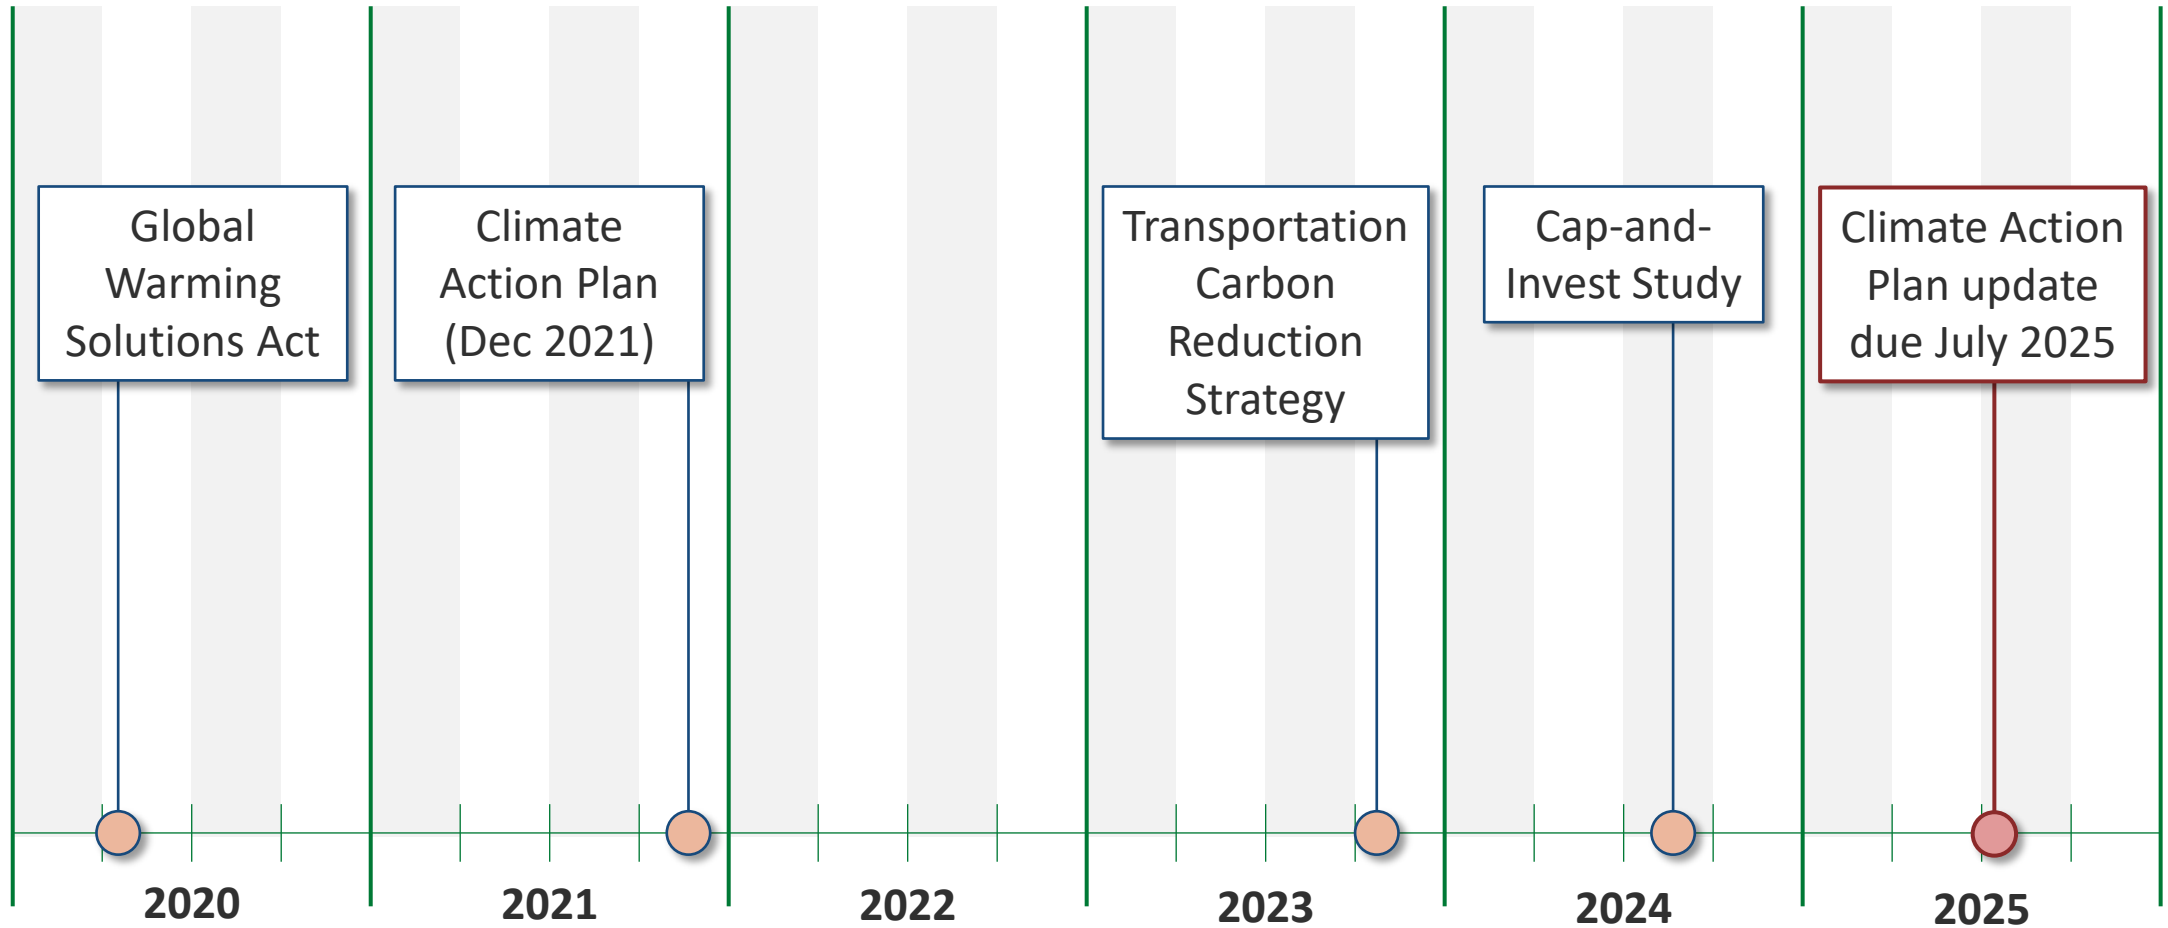 Global
Warming
Solutions Act
Climate
Action Plan
(Dec 2021)
Transportation
Carbon
Reduction
Strategy
Cap-and-
Invest Study
Climate Action
Plan update
due July 2025
2020
2021
2022
2023
2024
2025